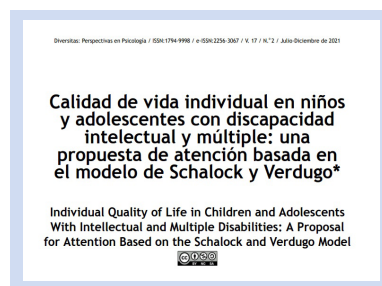 Diversitas: Perspectivas en Psicología / ISSN:1794-9998 / e-ISSN:2256-3067 / V. 17 / N.°2 / Julio-Diciembre de 2021
Calidad de vida individual en niños
y adolescentes con discapacidad
intelectual y múltiple: una
propuesta de atención basada en
el modelo de Schalock y Verdugo*
Individual Quality of Life in Children and Adolescents
With Intellectual and Multiple Disabilities: A Proposal
for Attention Based on the Schalock and Verdugo Model
BY NC SA